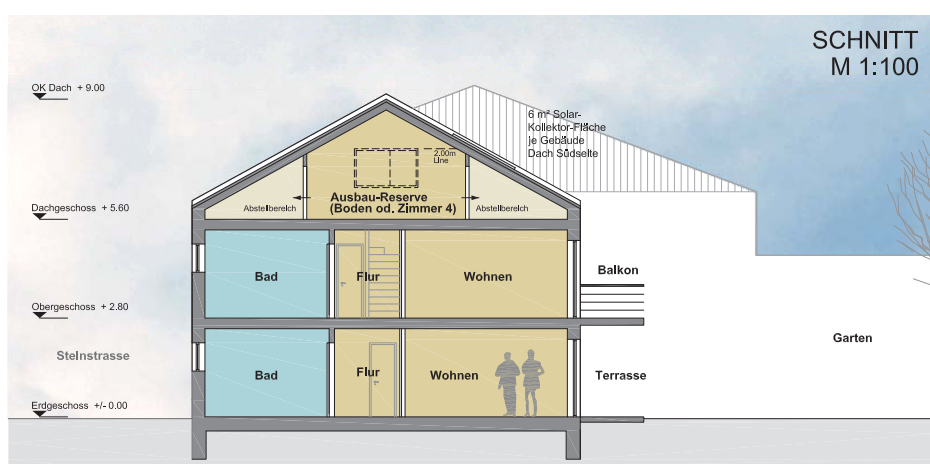 SCHNITT
M 1:100
OK Dach + 9.00
6 m² Solar-
Kollektor-Fläche
je Gebäude
Dach Südseite
2.00m
Line
Ausbau-Reserve
(Boden od. Zimmer 4)
Abstellbereich
Abstellbereich
Dachgeschoss + 5.60
Bad
Flur
Wohnen
Balkon
Obergeschoss + 2.80
Garten
Steinstrasse
Bad
Flur
Wohnen
Terrasse
Erdgeschoss +/- 0.00